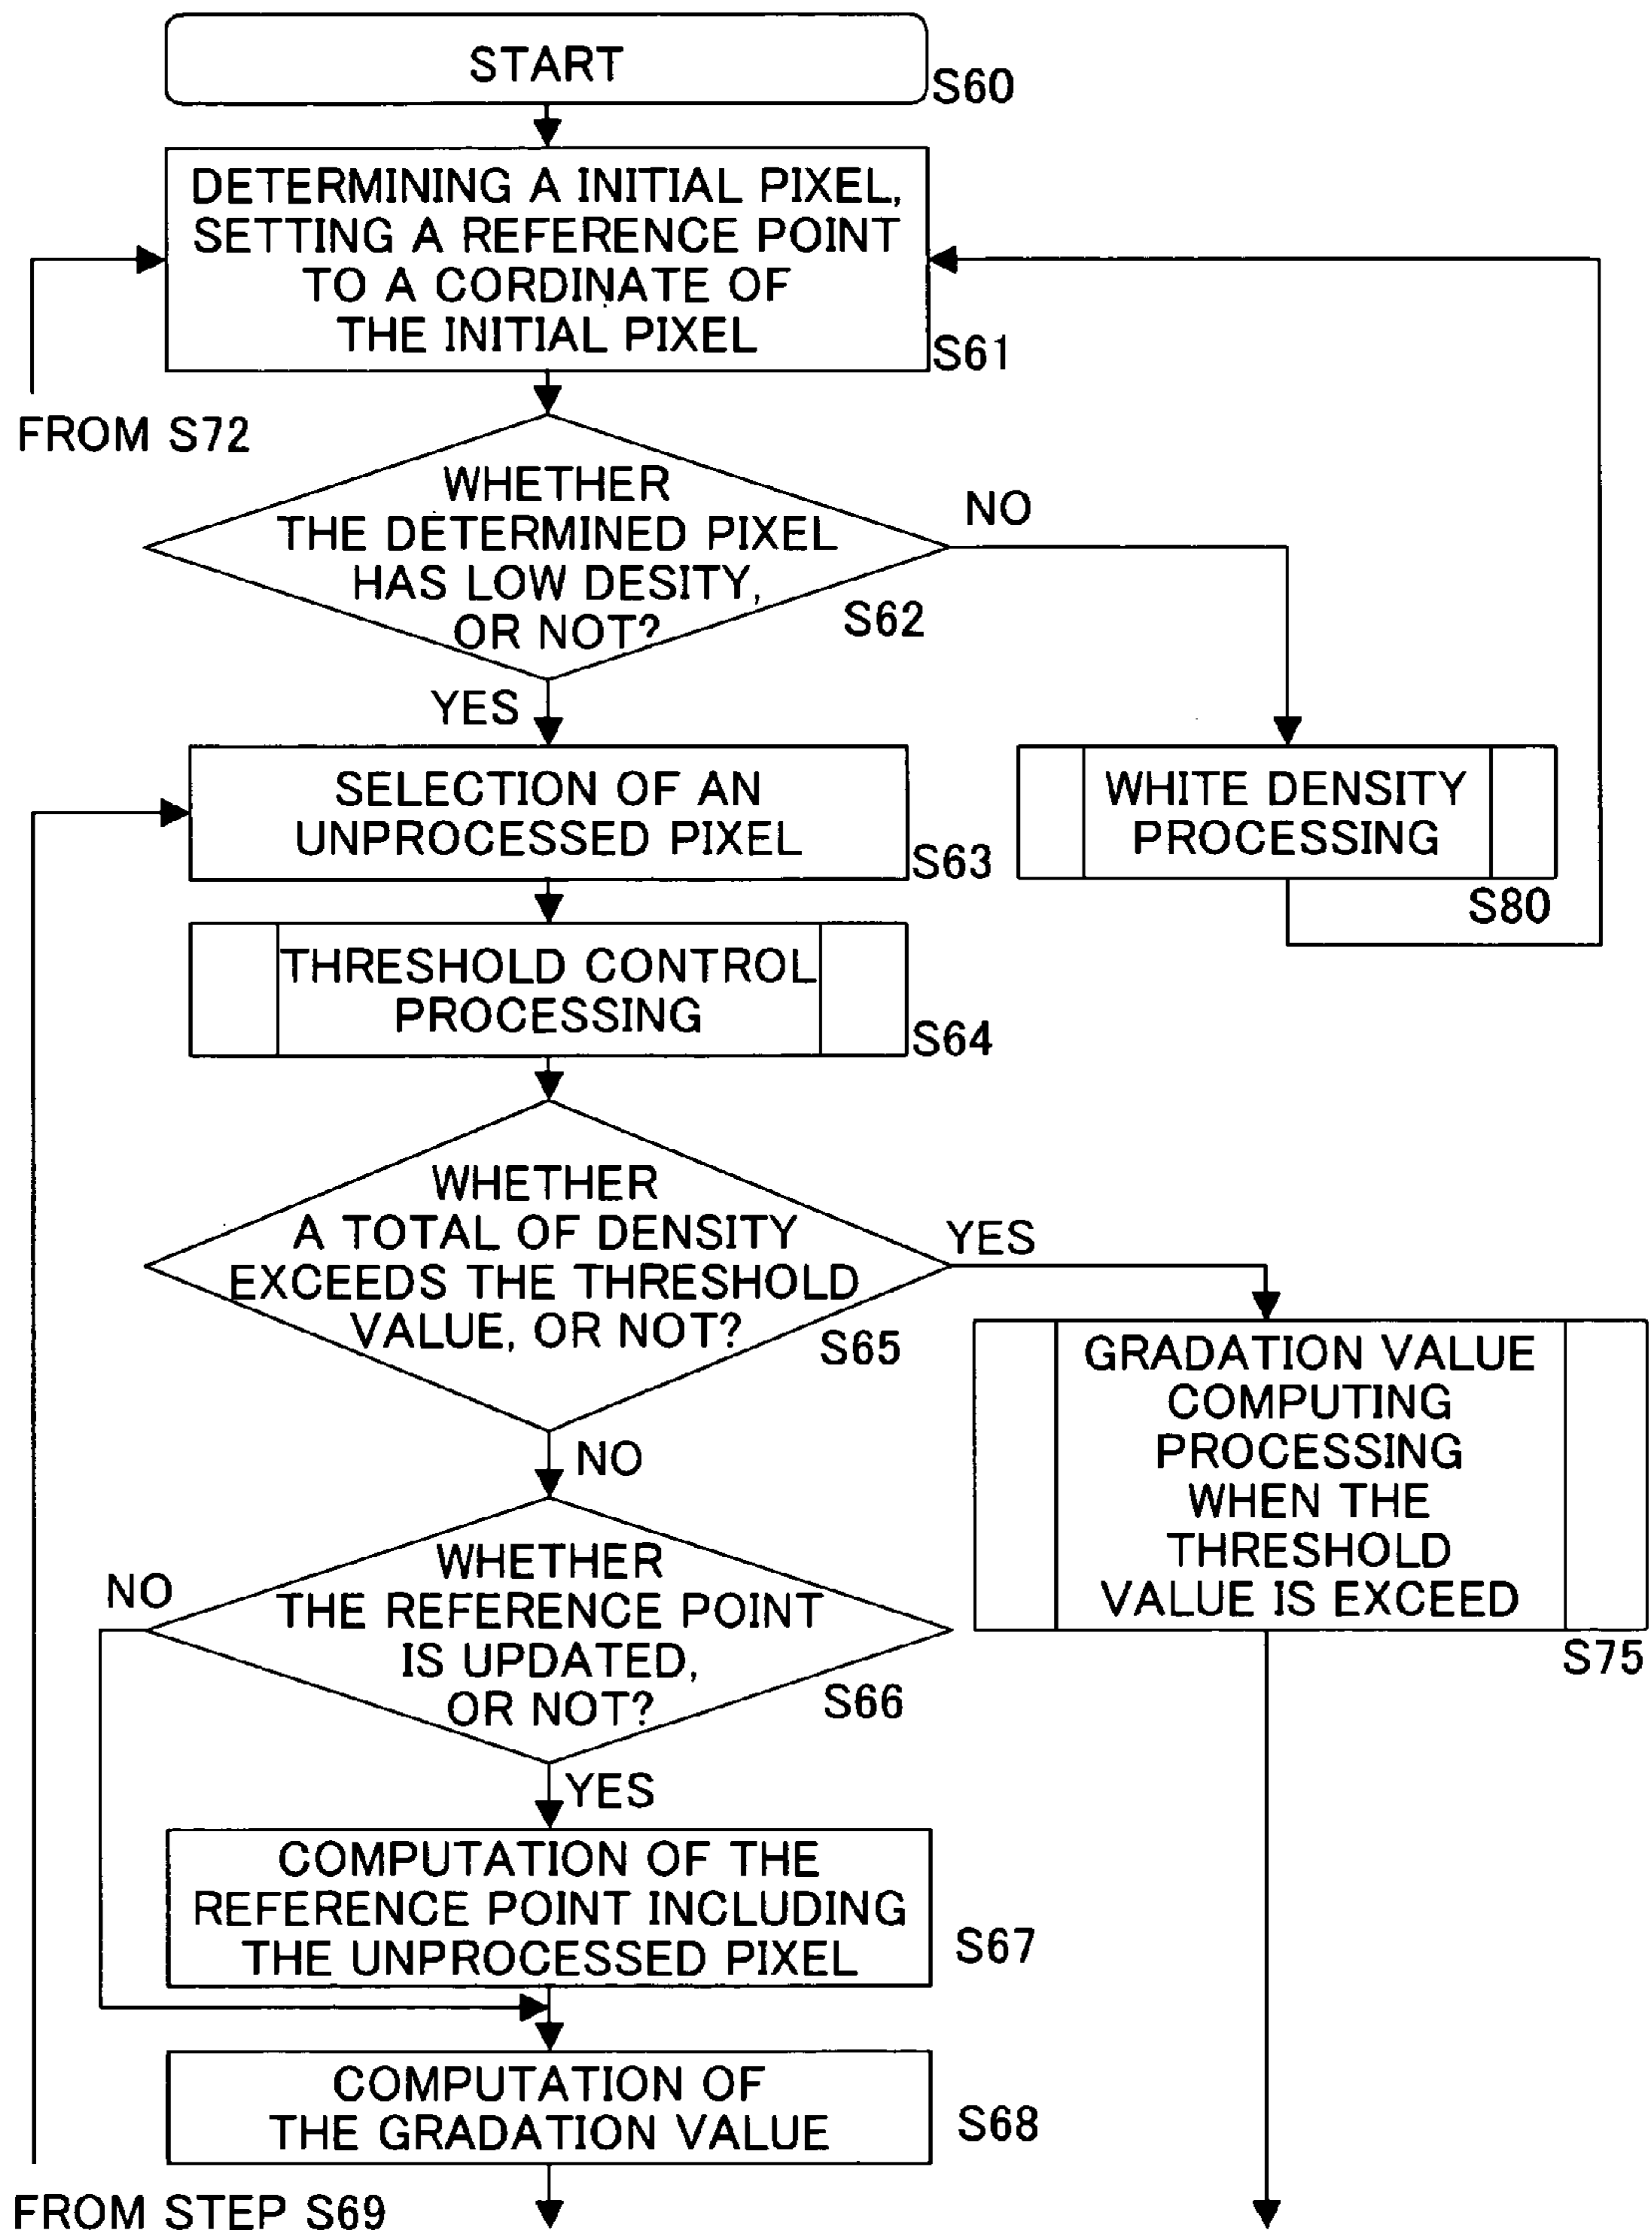 START
S60
DETERMINING A INITIAL PIXEL,
SETTING A REFERENCE POINT
TO A CORDINATE OF
THE INITIAL PIXEL
S61
FROM S72
WHETHER
THE DETERMINED PIXEL
HAS LOW DESITY,
OR NOT?
S62
NO
YES
SELECTION OF AN
UNPROCESSED PIXEL
S63
WHITE DENSITY
PROCESSING
S80
THRESHOLD CONTROL
PROCESSING
S64
WHETHER
A TOTAL OF DENSITY
EXCEEDS THE THRESHOLD
VALUE, OR NOT?
S65
YES
NO
GRADATION VALUE
COMPUTING
PROCESSING
WHEN THE
THRESHOLD
VALUE IS EXCEED
S75
WHETHER
THE REFERENCE POINT
IS UPDATED,
OR NOT?
S66
NO
YES
COMPUTATION OF THE
REFERENCE POINT INCLUDING
THE UNPROCESSED PIXEL
S67
COMPUTATION OF
THE GRADATION VALUE
S68
FROM STEP S69